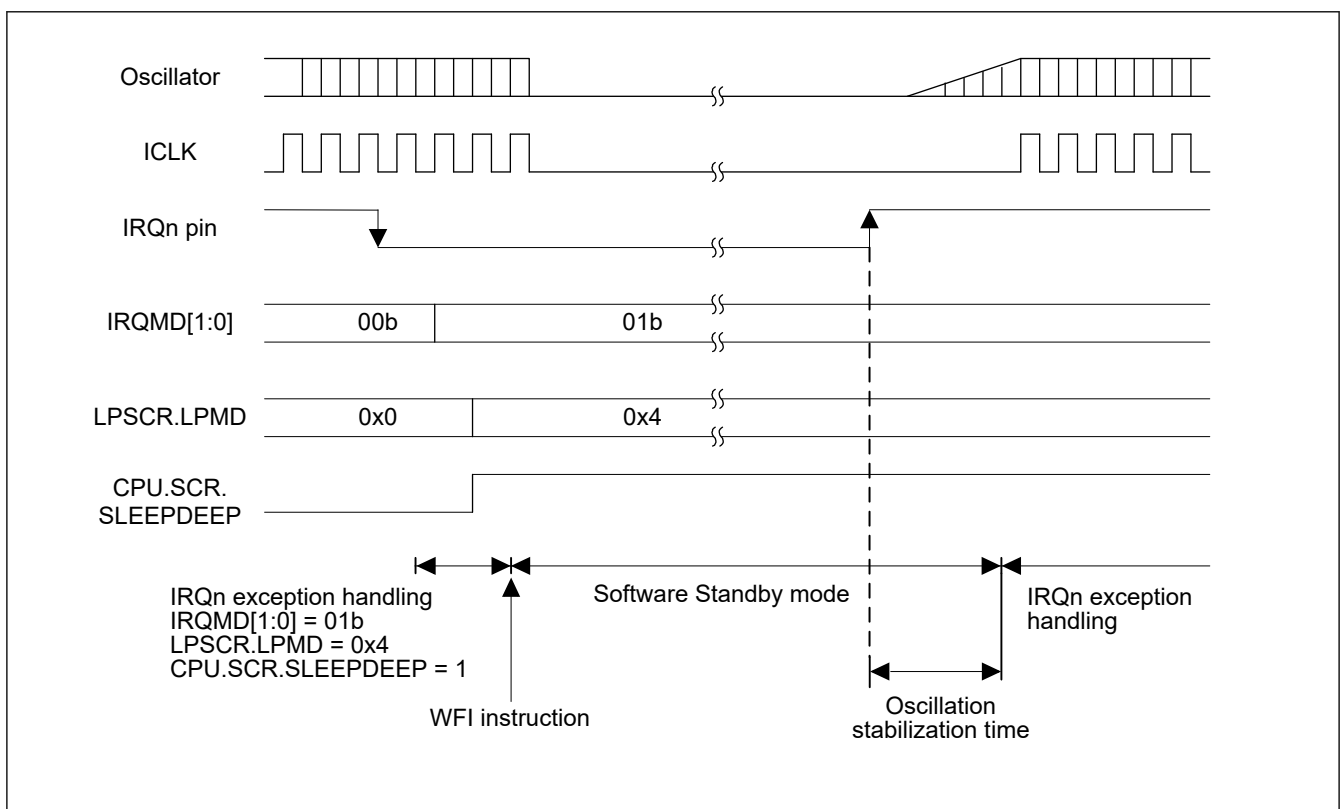 Oscillator
ICLK
IRQn pin
IRQMD[1:0]
00b
01b
LPSCR.LPMD
0x0
0x4
CPU.SCR.
SLEEPDEEP
IRQn exception handling
IRQMD[1:0] = 01b
LPSCR.LPMD = 0x4
CPU.SCR.SLEEPDEEP = 1
WFI instruction
Software Standby mode
IRQn exception
handling
Oscillation
stabilization time